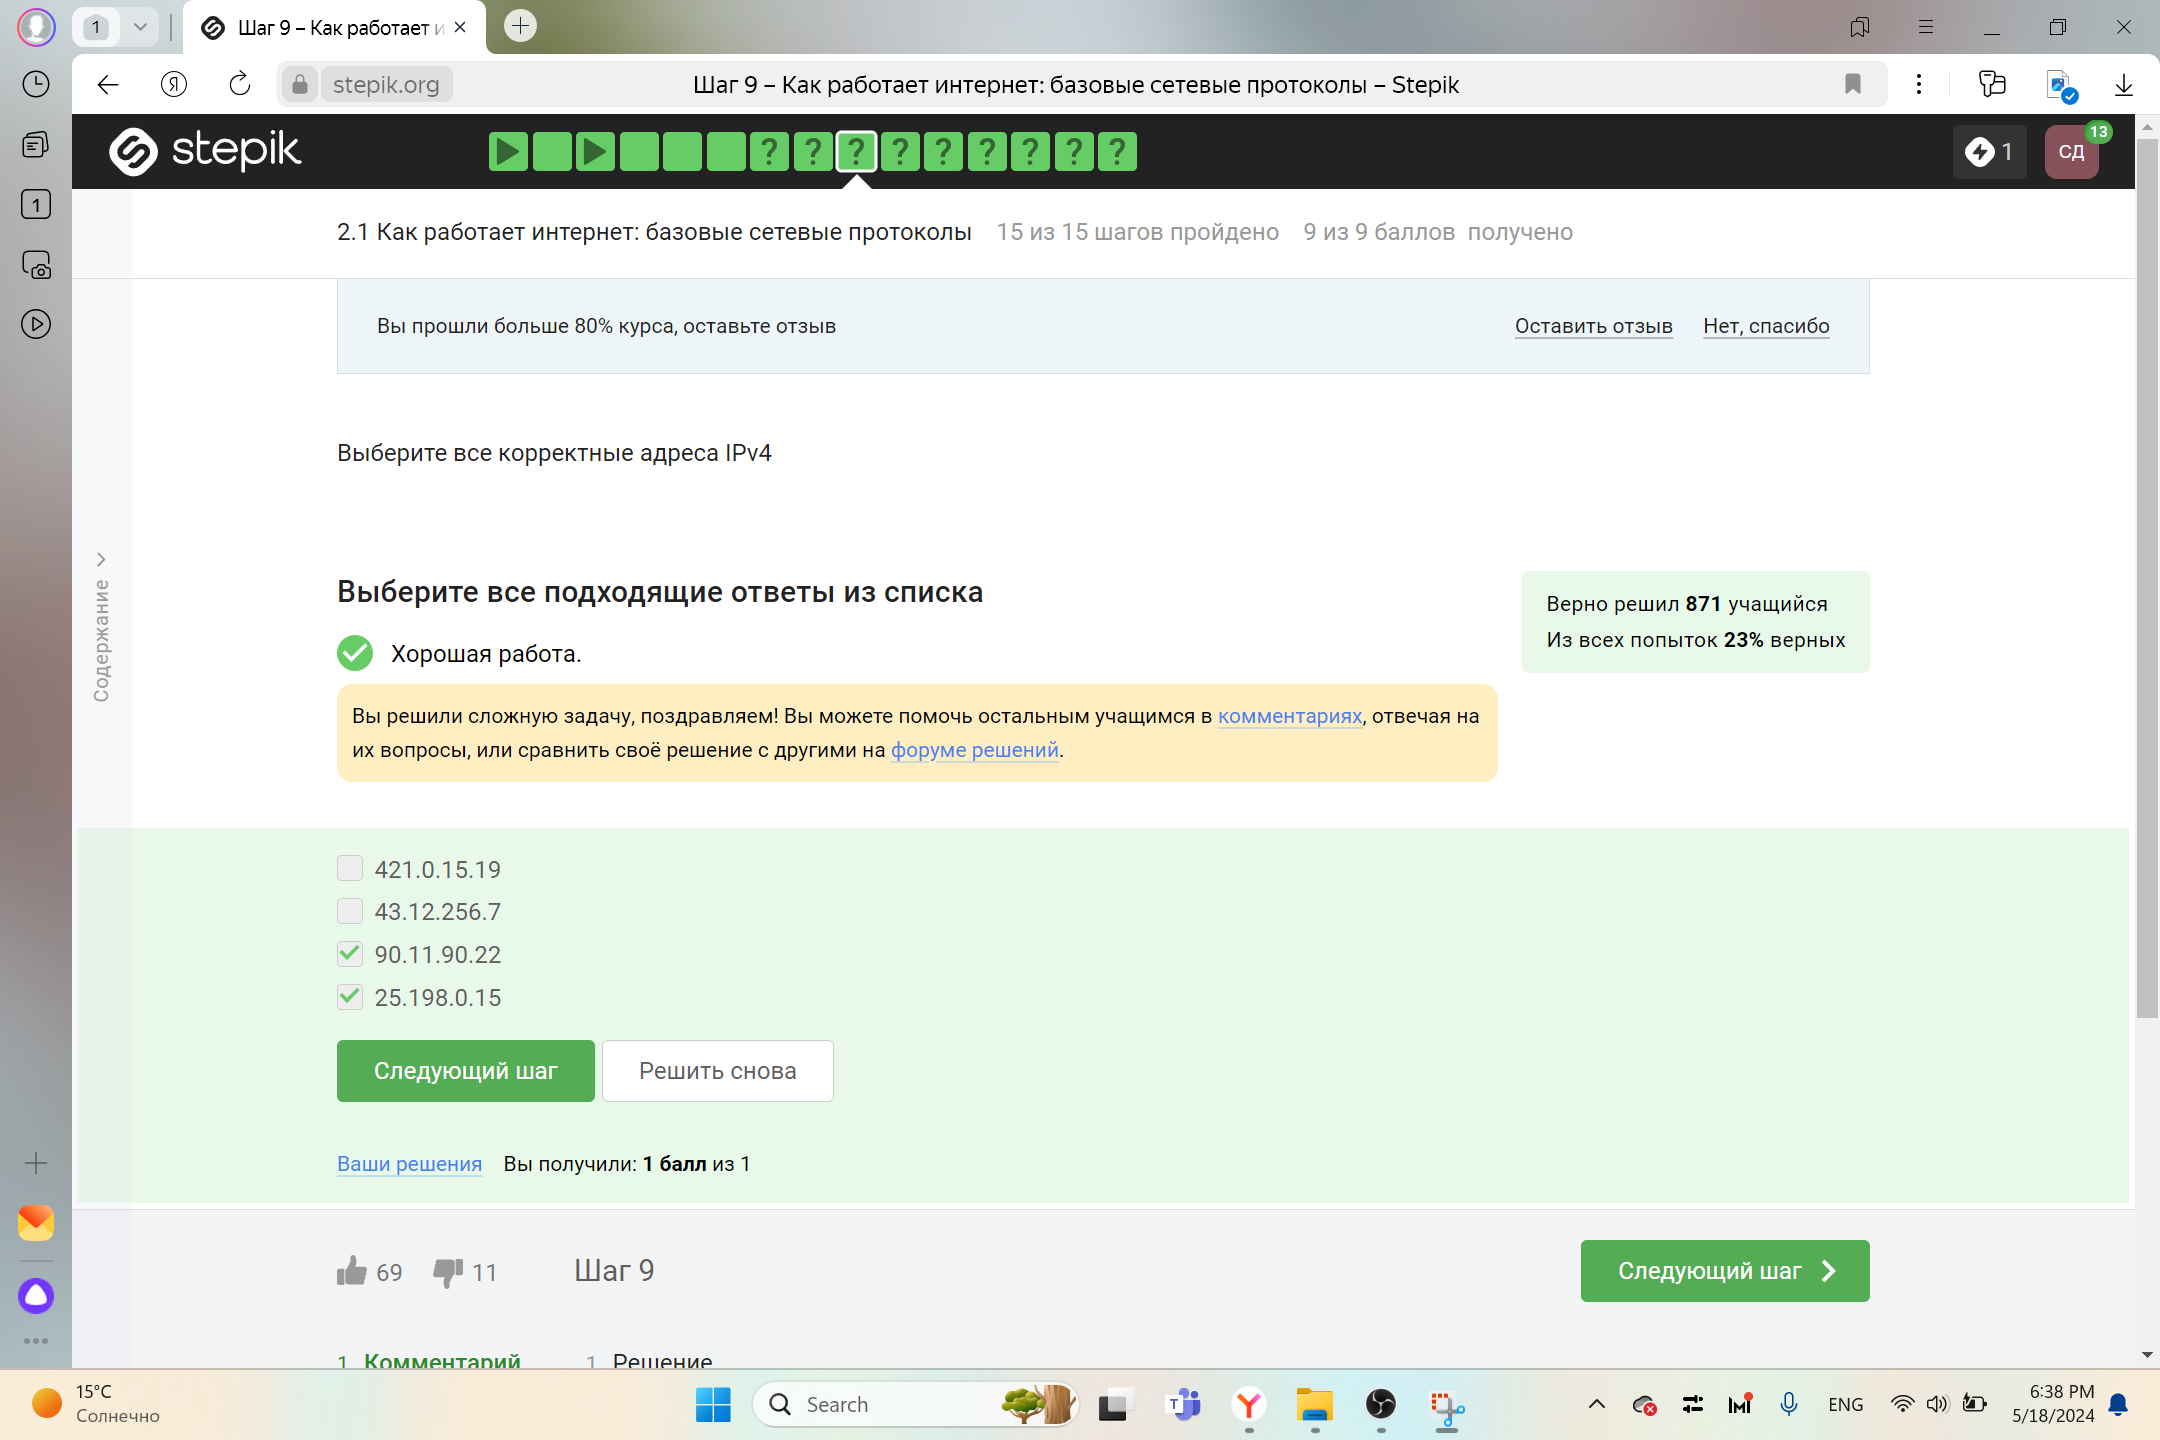 1
Шаг 9 – Как работает и
stepik.org
Шаг 9 – Как работает интернет: базовые сетевые протоколы – Stepik
1
stepik
? ? ? ? ? ? ? ? ?
1
СД
13
2.1 Как работает интернет: базовые сетевые протоколы 15 из 15 шагов пройдено 9 из 9 баллов получено
Вы прошли больше 80% курса, оставьте отзыв
Оставить отзыв
Нет, спасибо
Выберите все корректные адреса IPv4
Содержание
Выберите все подходящие ответы из списка
Верно решил 871 учащийся
Из всех попыток 23% верных
Хорошая работа.
Вы решили сложную задачу, поздравляем! Вы можете помочь остальным учащимся в комментариях, отвечая на
их вопросы, или сравнить своё решение с другими на форуме решений.
421.0.15.19
43.12.256.7
90.11.90.22
25.198.0.15
Следующий шаг
Решить снова
Ваши решения Вы получили: 1 балл из 1
69
11
Шаг 9
Следующий шаг
1 Комментарий
1 Решение
15°C
Солнечно
Search
ENG
6:38 PM
5/18/2024